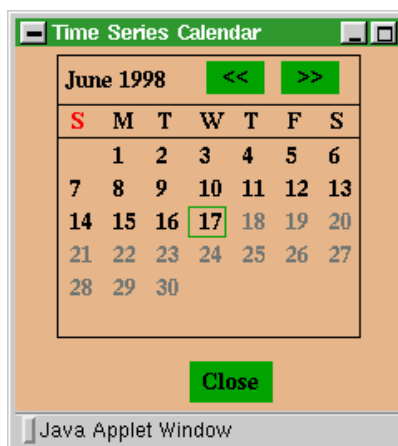 Time Series Calendar
June 1998 << >>
S M T W T F S
1 2 3 4 5 6
7 8 9 10 11 12 13
14 15 16 17 18 19 20
21 22 23 24 25 26 27
28 29 30
Close
Java Applet Window